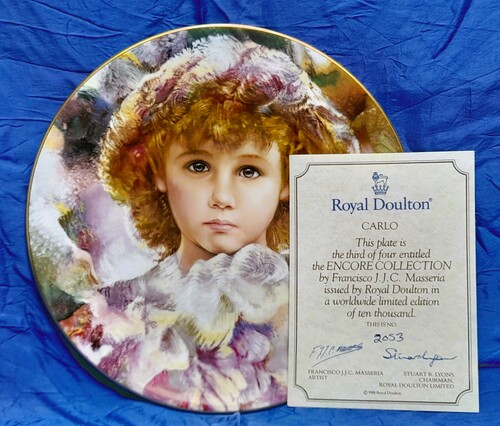 Royal Doulton®
CARLO
This plate is
the third of four entitled
the ENCORE COLLECTION
by Francisco J.J.C. Masseria
issued by Royal Doulton in
a worldwide limited edition
of ten thousand.
THIS IS NO.
2053
FRANCISCO J.J.C. MASSERIA
ARTIST
STUART R. LYONS
CHAIRMAN,
ROYAL DOULTON LIMITED
Royal Doulton.